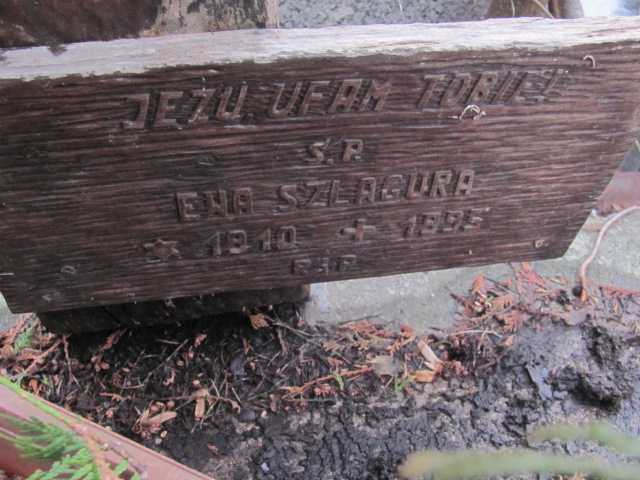 JEZU, UFAM TOBIE!
Ś.P.
EWA SZLAGURA
1910 1995
R.I.P.